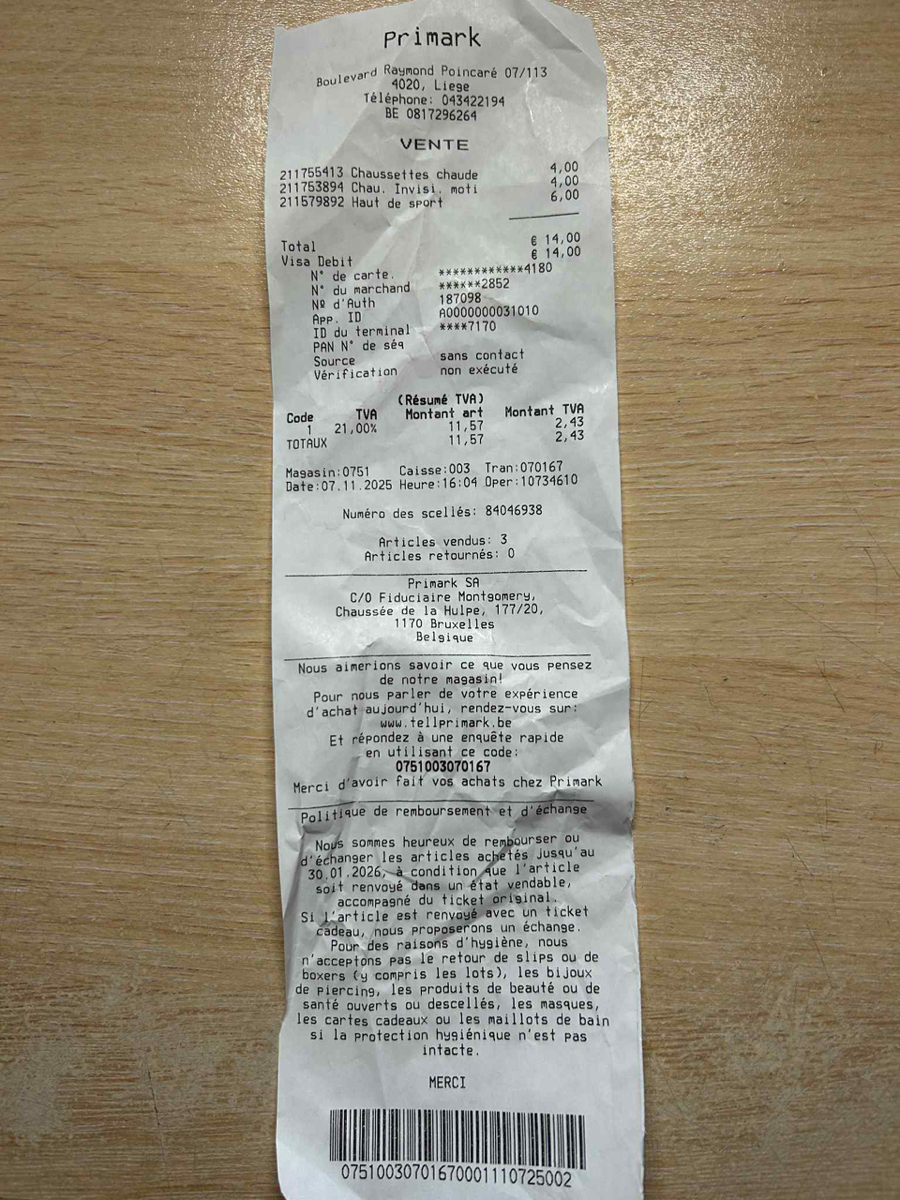 Primark
Boulevard Raymond Poincaré 07/113
4020, Liege
Téléphone: 043422194
BE 0817296264
VENTE
211755413 Chaussettes chaude 4,00
211753894 Chau. Invisi. moti 4,00
211579892 Haut de sport 6,00
Total € 14,00
Visa Debit € 14,00
N° de carte. ************4180
N° du marchand ******2852
Nº d'Auth 187098
App. ID A0000000031010
ID du terminal ****7170
PAN N° de séq
Source sans contact
Vérification non exécuté
(Résumé TVA)
Code TVA Montant art Montant TVA
1 21,00% 11,57 2,43
TOTAUX 11,57 2,43
Magasin:0751 Caisse:003 Tran:070167
Date:07.11.2025 Heure:16:04 Oper:10734610
Numéro des scellés: 84046938
Articles vendus: 3
Articles retournés: 0
Primark SA
C/O Fiduciaire Montgomery,
Chaussée de la Hulpe, 177/20,
1170 Bruxelles
Belgique
Nous aimerions savoir ce que vous pensez
de notre magasin!
Pour nous parler de votre expérience
d'achat aujourd'hui, rendez-vous sur:
www.tellprimark.be
Et répondez à une enquête rapide
en utilisant ce code:
0751003070167
Merci d'avoir fait vos achats chez Primark
Politique de remboursement et d'échange
Nous sommes heureux de rembourser ou
d'échanger les articles achetés jusqu'au
30.01.2026, à condition que l'article
soit renvoyé dans un état vendable,
accompagné du ticket original.
Si l'article est renvoyé avec un ticket
cadeau, nous proposerons un échange.
Pour des raisons d'hygiène, nous
n'acceptons pas le retour de slips ou de
boxers (y compris les lots), les bijoux
de piercing, les produits de beauté ou de
santé ouverts ou descellés, les masques,
les cartes cadeaux ou les maillots de bain
si la protection hygiénique n'est pas
intacte.
MERCI
07510030701670001110725002